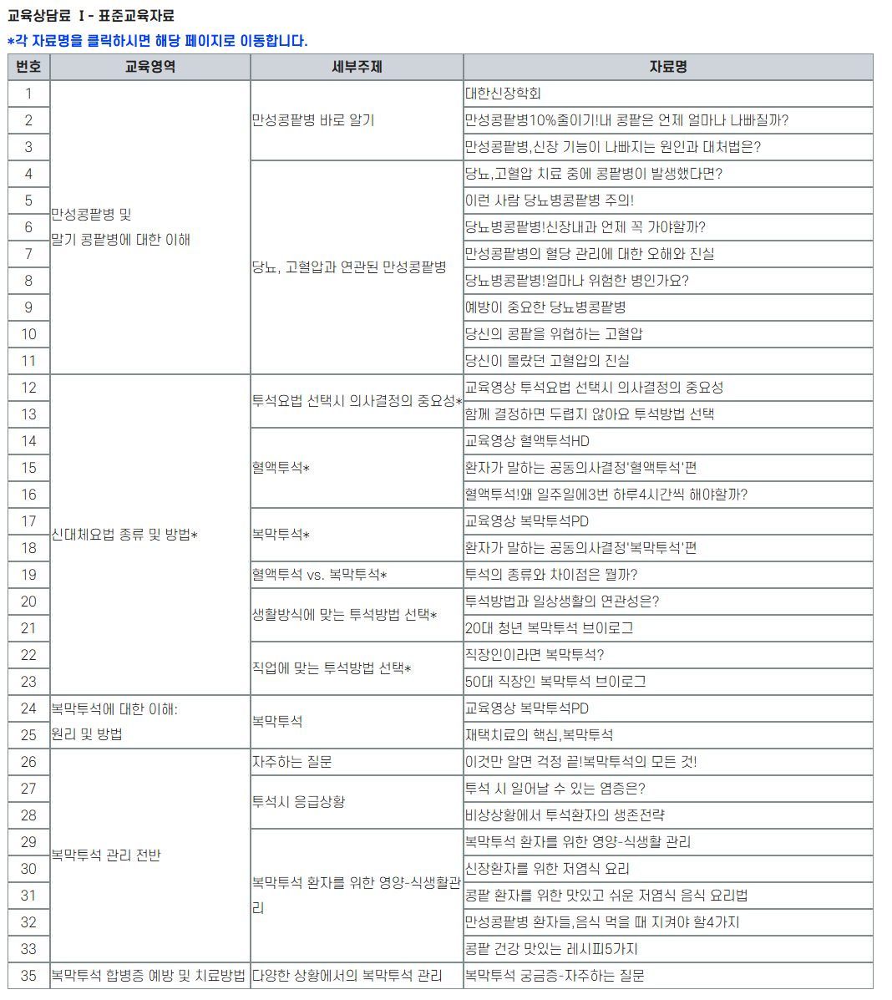 교육상담료 Ⅰ - 표준교육자료
*각 자료명을 클릭하시면 해당 페이지로 이동합니다.
번호 교육영역 세부주제 자료명
1 만성콩팥병 및 만성콩팥병 바로 알기 대한신장학회
말기 콩팥병에 대한 이해
2 만성콩팥병10%줄이기!내 콩팥은 언제 얼마나 나빠질까?
3 만성콩팥병,신장 기능이 나빠지는 원인과 대처법은?
4 당뇨, 고혈압과 연관된 만성콩팥병 당뇨,고혈압 치료 중에 콩팥병이 발생했다면?
5 이런 사람 당뇨병콩팥병 주의!
6 당뇨병콩팥병!신장내과 언제 꼭 가야할까?
7 만성콩팥병의 혈당 관리에 대한 오해와 진실
8 당뇨병콩팥병!얼마나 위험한 병인가요?
9 예방이 중요한 당뇨병콩팥병
10 당신의 콩팥을 위협하는 고혈압
11 당신이 몰랐던 고혈압의 진실
12 신대체요법 종류 및 방법* 투석요법 선택시 의사결정의 중요성* 교육영상 투석요법 선택시 의사결정의 중요성
13 함께 결정하면 두렵지 않아요 투석방법 선택
14 혈액투석* 교육영상 혈액투석HD
15 환자가 말하는 공동의사결정'혈액투석'편
16 혈액투석!왜 일주일에3번 하루4시간씩 해야할까?
17 복막투석* 교육영상 복막투석PD
18 환자가 말하는 공동의사결정'복막투석'편
19 혈액투석 vs. 복막투석* 투석의 종류와 차이점은 뭘까?
20 생활방식에 맞는 투석방법 선택* 투석방법과 일상생활의 연관성은?
21 20대 청년 복막투석 브이로그
22 직업에 맞는 투석방법 선택* 직장인이라면 복막투석?
23 50대 직장인 복막투석 브이로그
24 복막투석에 대한 이해: 복막투석 교육영상 복막투석PD
25 원리 및 방법 재택치료의 핵심,복막투석
26 복막투석 관리 전반 자주하는 질문 이것만 알면 걱정 끝!복막투석의 모든 것!
27 투석시 응급상황 투석 시 일어날 수 있는 염증은?
28 비상상황에서 투석환자의 생존전략
29 복막투석 환자를 위한 영양-식생활관 복막투석 환자를 위한 영양-식생활 관리
리
30 신장환자를 위한 저염식 요리
31 콩팥 환자를 위한 맛있고 쉬운 저염식 음식 요리법
32 만성콩팥병 환자들,음식 먹을 때 지켜야 할4가지
33 콩팥 건강 맛있는 레시피5가지
35 복막투석 합병증 예방 및 치료방법 다양한 상황에서의 복막투석 관리 복막투석 궁금증-자주하는 질문